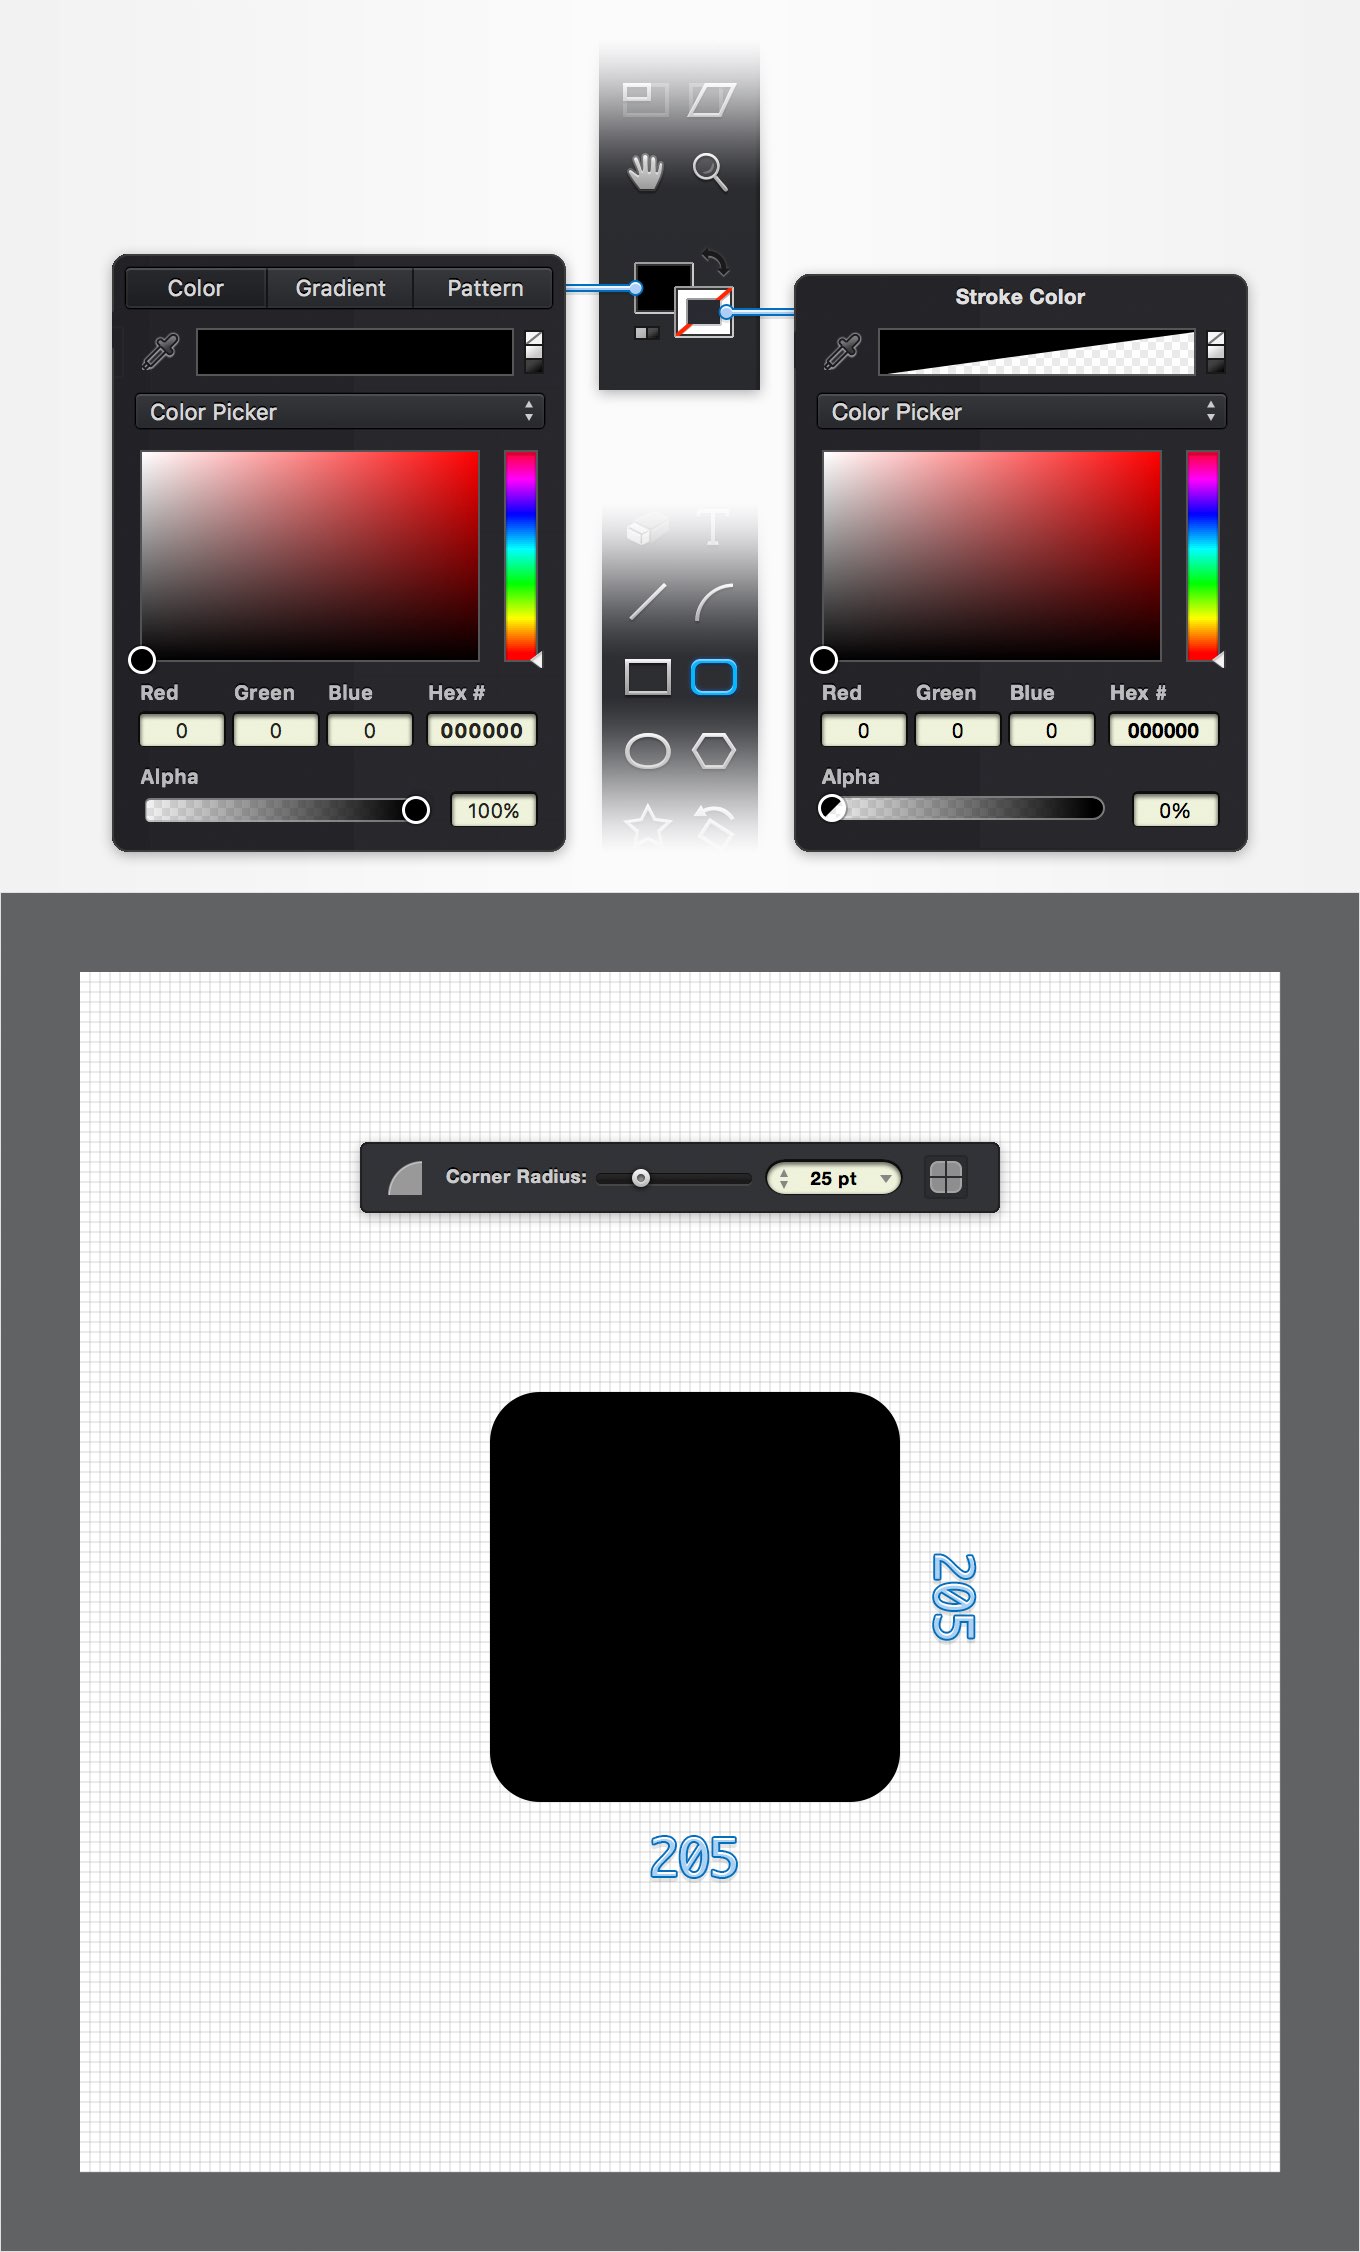 Color Gradient Pattern
Color Picker
Red Green Blue Hex #
0 0 0 000000
Alpha
100%
T
Stroke Color
Color Picker
Red Green Blue Hex #
0 0 0 000000
Alpha
0%
Corner Radius: 25 pt
205
205